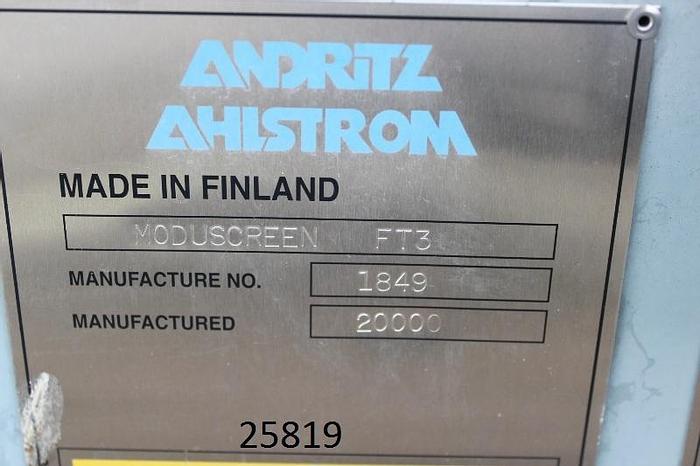 ANDRITZ
AHLSTROM
MADE IN FINLAND
MODUSCREEN FT3
MANUFACTURE NO. 1849
MANUFACTURED 20000
25819